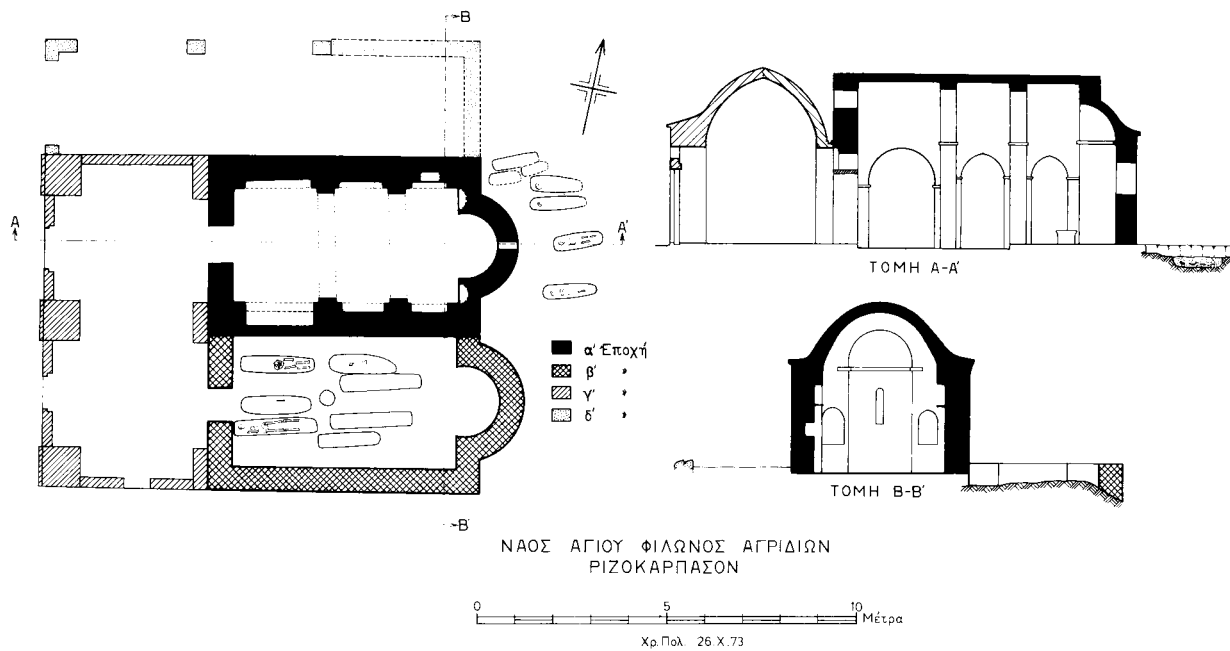 B
A
A'
B'
α' Εποχή
β' "
γ' "
δ' "
ΤΟΜΗ Α-Α'
ΤΟΜΗ Β-Β'
ΝΑΟΣ ΑΓΙΟΥ ΦΙΛΩΝΟΣ ΑΓΡΙΔΙΩΝ
ΡΙΖΟΚΑΡΠΑΣΟΝ
0 5 10 Μέτρα
Χρ. Πολ. 26.X.73